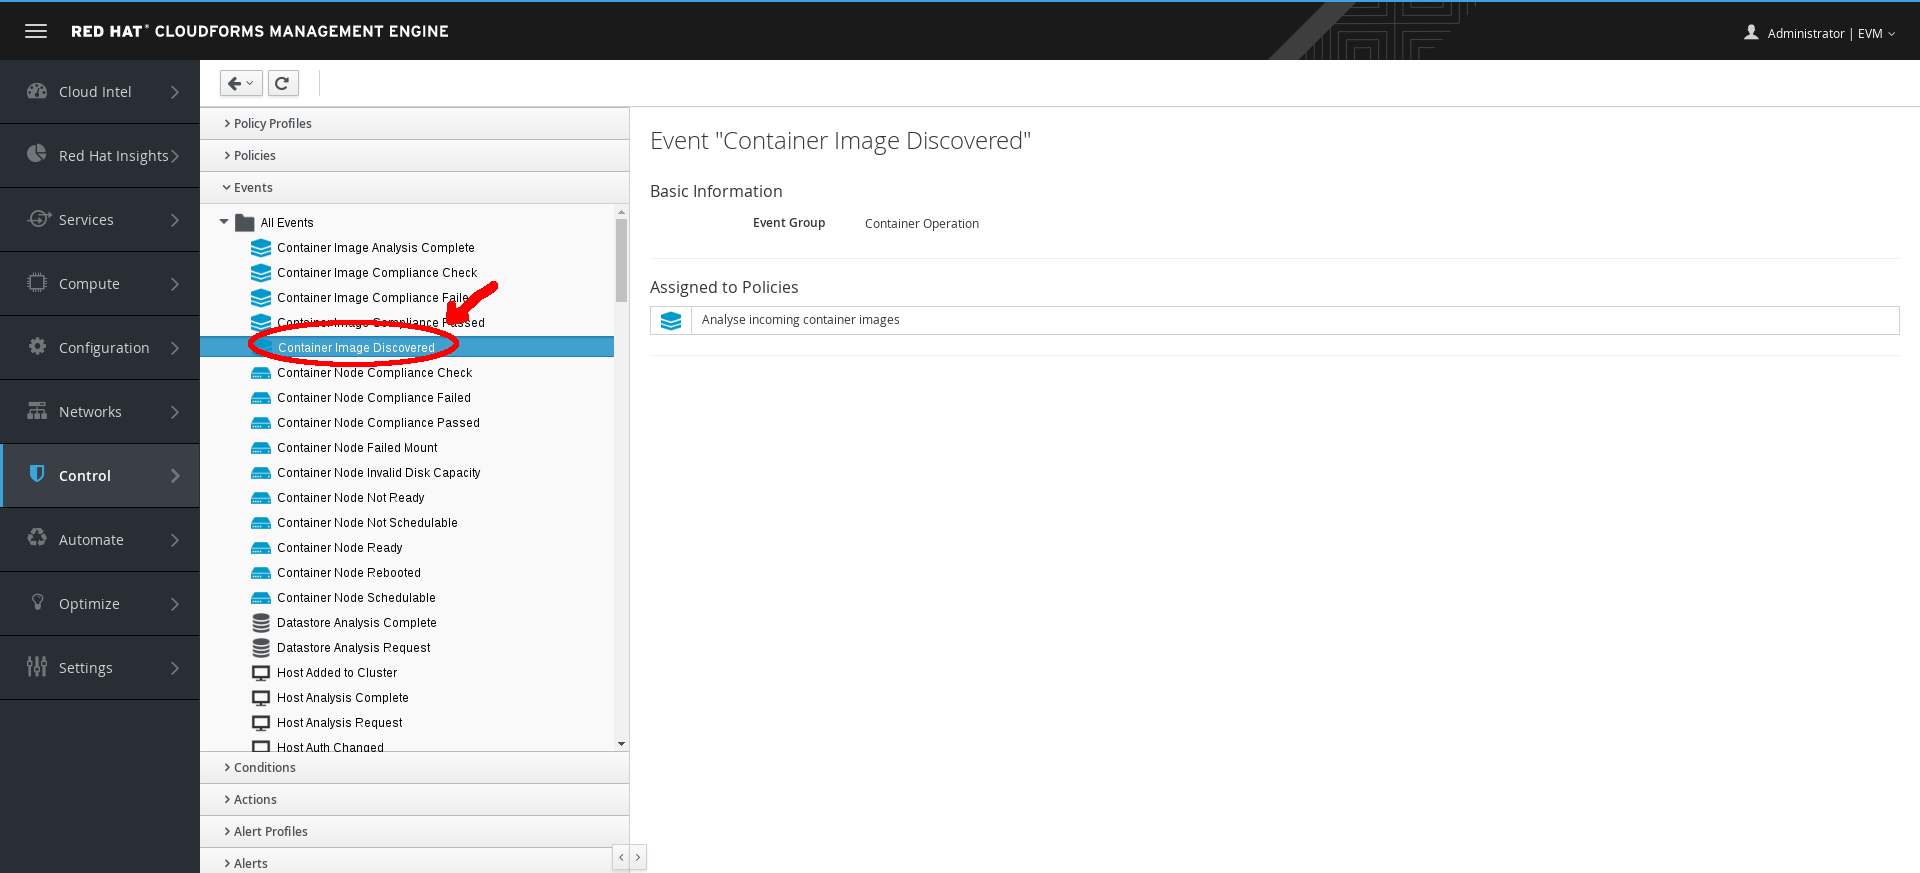 RED HAT® CLOUDFORMS MANAGEMENT ENGINE
Administrator | EVM
Cloud Intel
Red Hat Insights
Services
Compute
Configuration
Networks
Control
Automate
Optimize
Settings
Policy Profiles
Policies
Events
All Events
Container Image Analysis Complete
Container Image Compliance Check
Container Image Compliance Faile
Container Image Compliance Passed
Container Image Discovered
Container Node Compliance Check
Container Node Compliance Failed
Container Node Compliance Passed
Container Node Failed Mount
Container Node Invalid Disk Capacity
Container Node Not Ready
Container Node Not Schedulable
Container Node Ready
Container Node Rebooted
Container Node Schedulable
Datastore Analysis Complete
Datastore Analysis Request
Host Added to Cluster
Host Analysis Complete
Host Analysis Request
Host Auth Changed
Conditions
Actions
Alert Profiles
Alerts
Event "Container Image Discovered"
Basic Information
Event Group Container Operation
Assigned to Policies
Analyse incoming container images